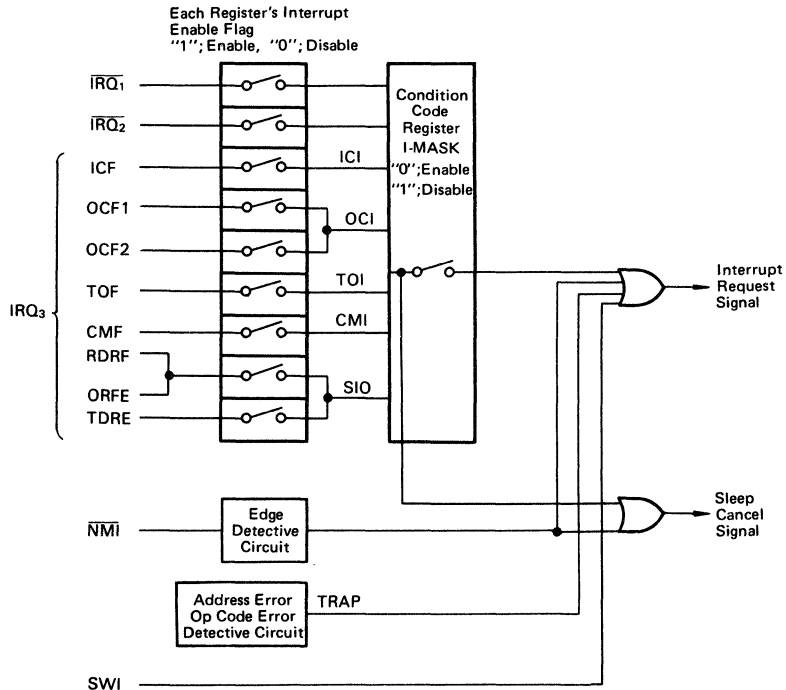 Each Register's Interrupt
Enable Flag
"1"; Enable, "0"; Disable
IRQ1
IRQ2
ICF
OCF1
OCF2
TOF
IRQ3
CMF
RDRF
ORFE
TDRE
ICI
OCI
TOI
CMI
SIO
Condition
Code
Register
I-MASK
"0";Enable
"1";Disable
Interrupt
Request
Signal
NMI
Edge
Detective
Circuit
Sleep
Cancel
Signal
Address Error
Op Code Error
Detective Circuit
TRAP
SWI